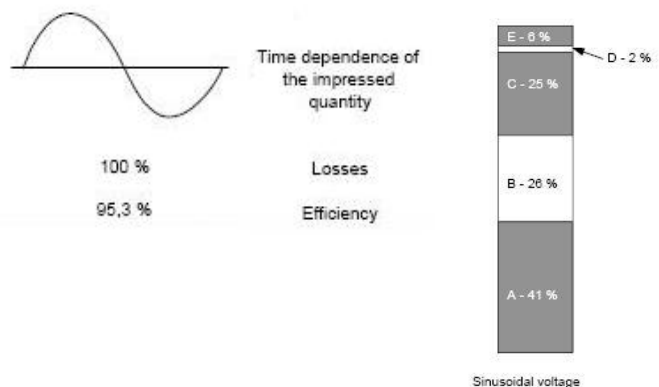 Time dependence of
the impressed
quantity
100 % Losses
95,3 % Efficiency
E - 6 %
D - 2 %
C - 25 %
B - 26 %
A - 41 %
Sinusoidal voltage